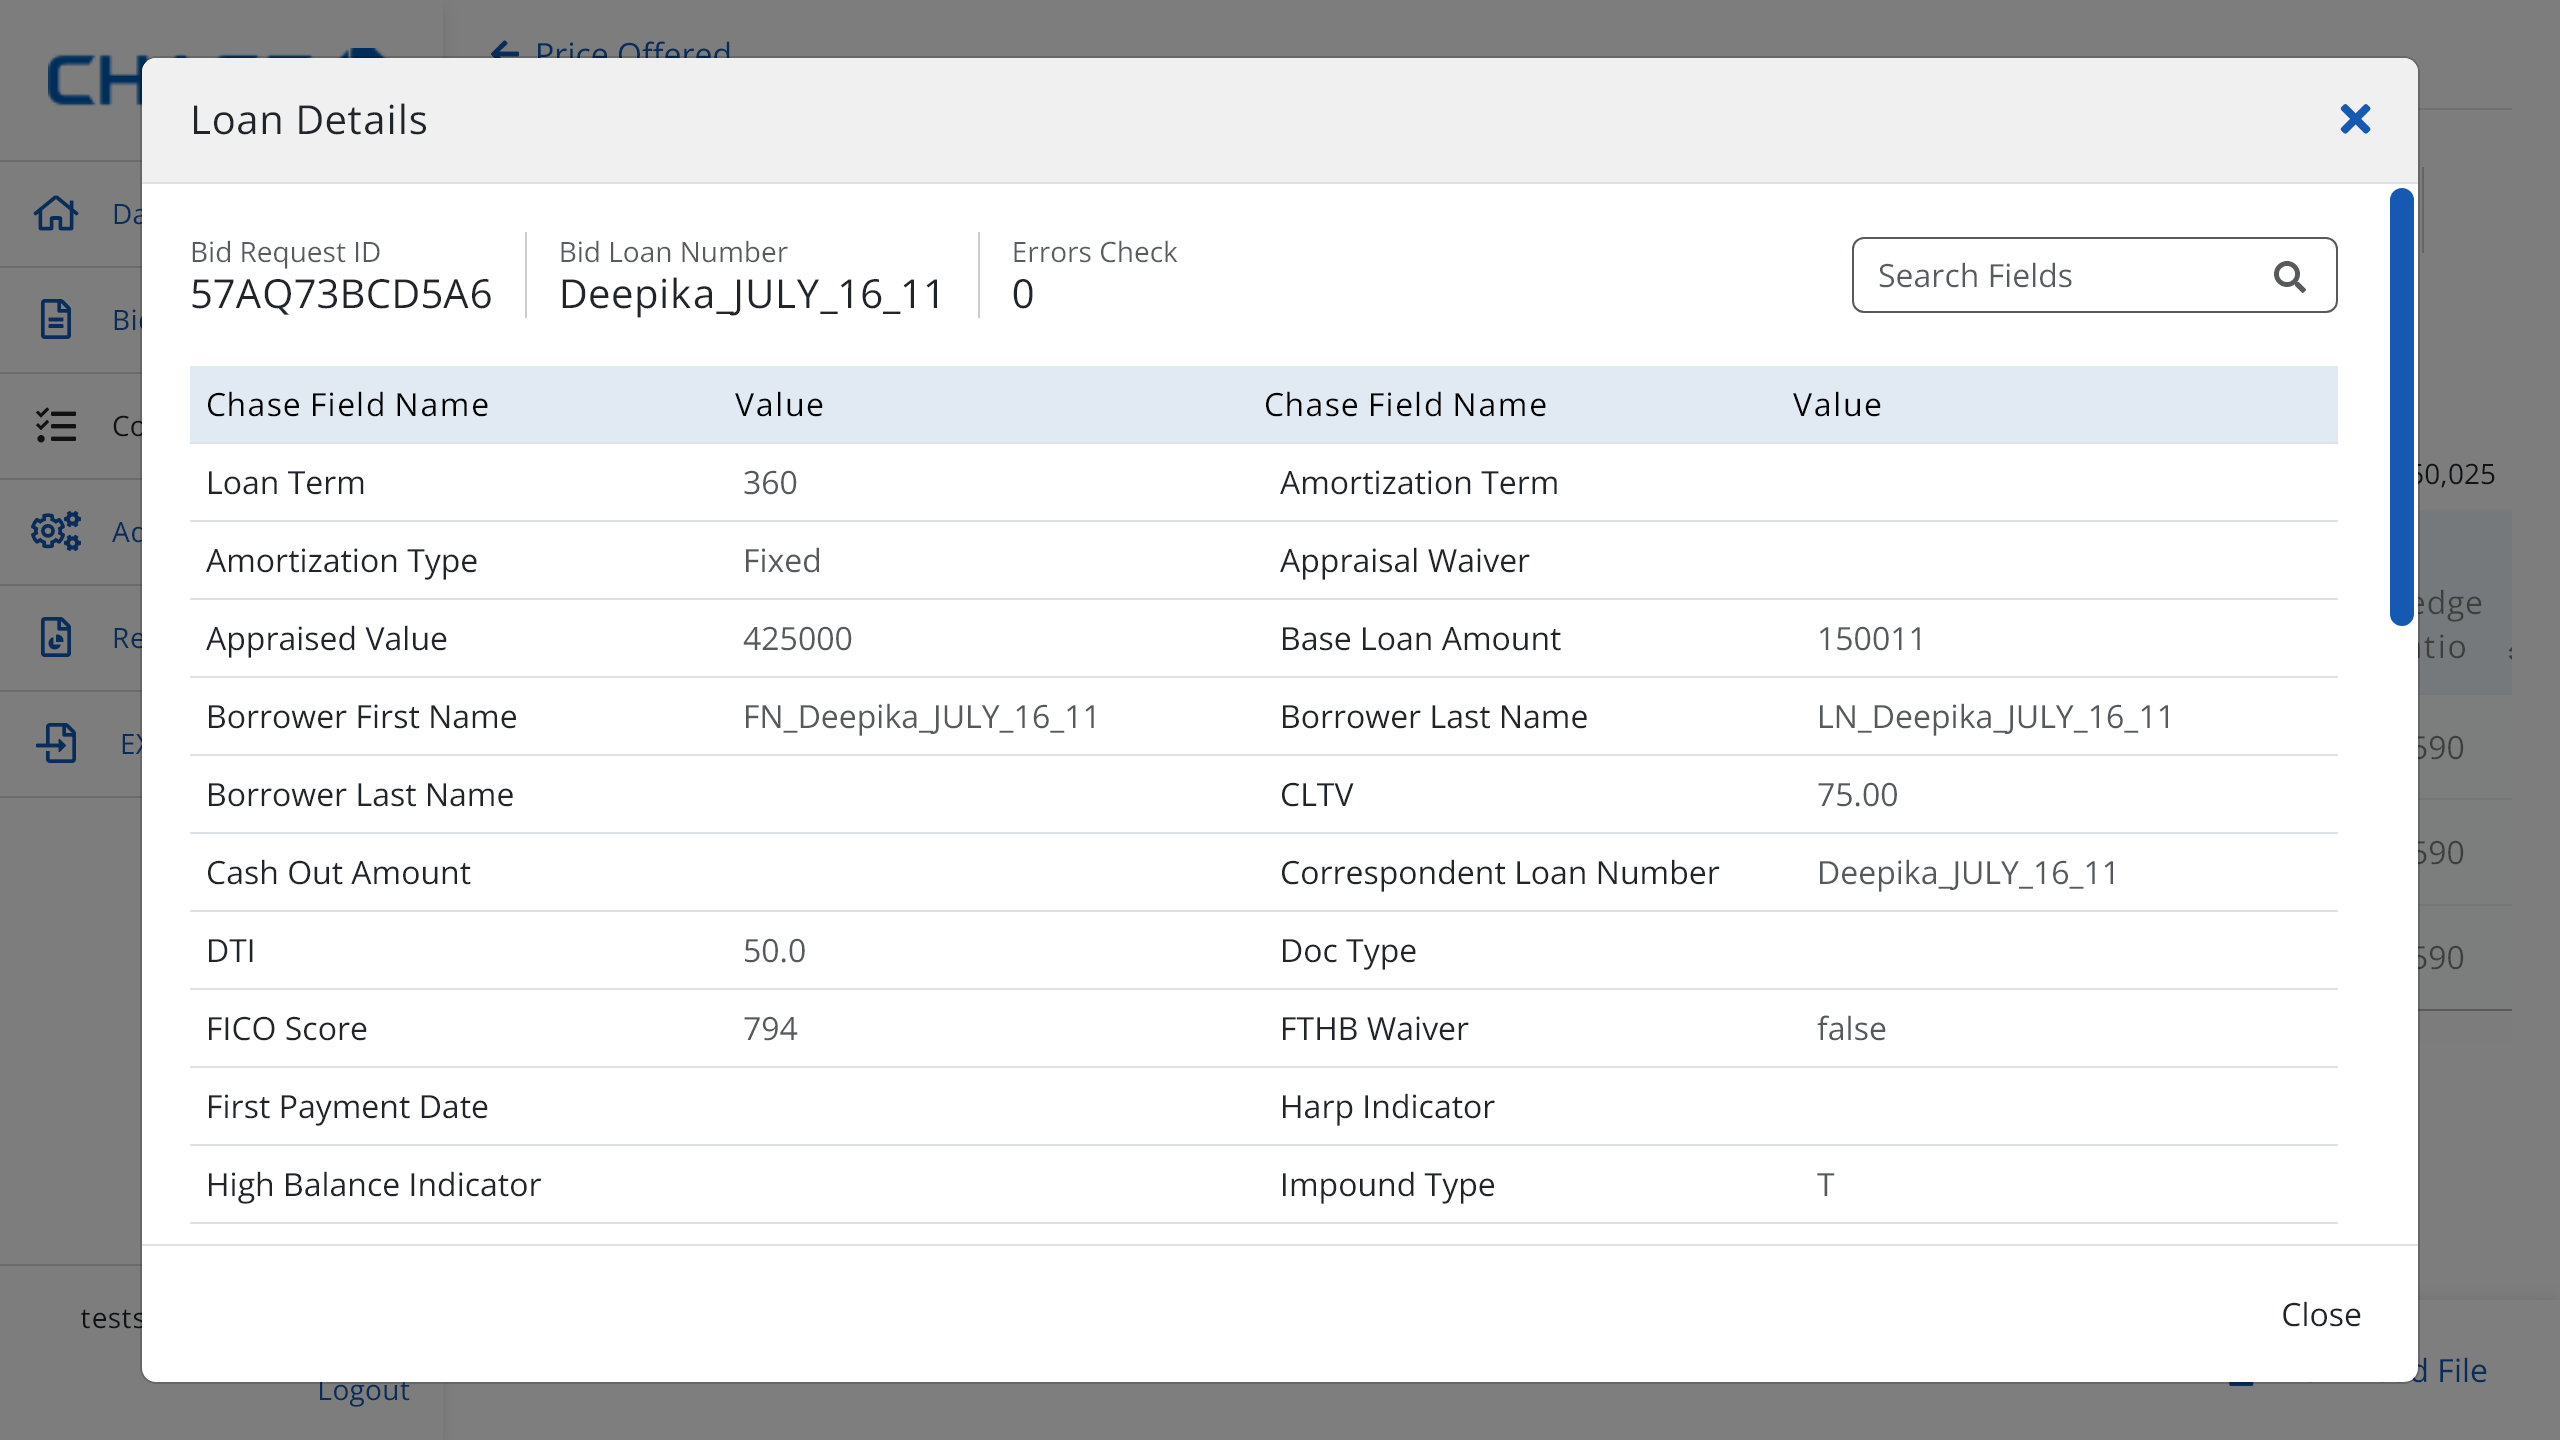 Price Offered
Loan Details
Bid Request ID
57AQ73BCD5A6
Bid Loan Number
Deepika_JULY_16_11
Errors Check
0
Search Fields
Chase Field Name Value Chase Field Name Value
Loan Term 360 Amortization Term
Amortization Type Fixed Appraisal Waiver
Appraised Value 425000 Base Loan Amount 150011
Borrower First Name FN_Deepika_JULY_16_11 Borrower Last Name LN_Deepika_JULY_16_11
Borrower Last Name CLTV 75.00
Cash Out Amount Correspondent Loan Number Deepika_JULY_16_11
DTI 50.0 Doc Type
FICO Score 794 FTHB Waiver false
First Payment Date Harp Indicator
High Balance Indicator Impound Type T
Close
Logout
File